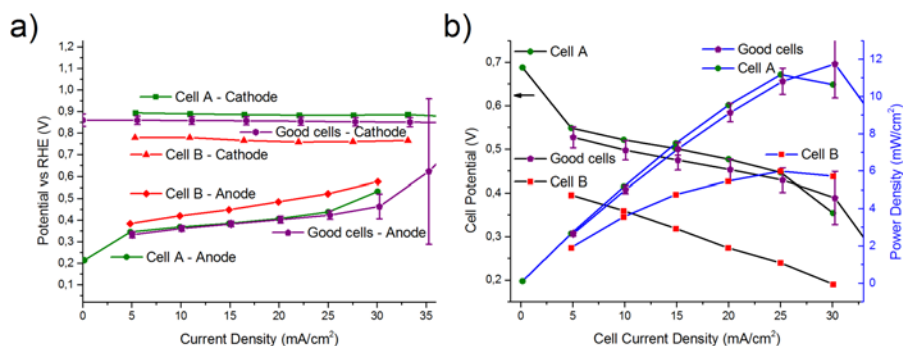 a)
Potential vs RHE (V)
1,2
1,1
1,0
0,9
0,8
0,7
0,6
0,5
0,4
0,3
0,2
0,1
Cell A - Cathode
Good cells - Cathode
Cell B - Cathode
Cell B - Anode
Good cells - Anode
Cell A - Anode
0 5 10 15 20 25 30 35
Current Density (mA/cm²)
b)
Cell Potential (V)
0,7
0,6
0,5
0,4
0,3
0,2
Cell A
Good cells
Cell A
Good cells
Cell B
Cell B
12
10
8
6
4
2
0
Power Density (mW/cm²)
0 5 10 15 20 25 30
Cell Current Density (mA/cm²)